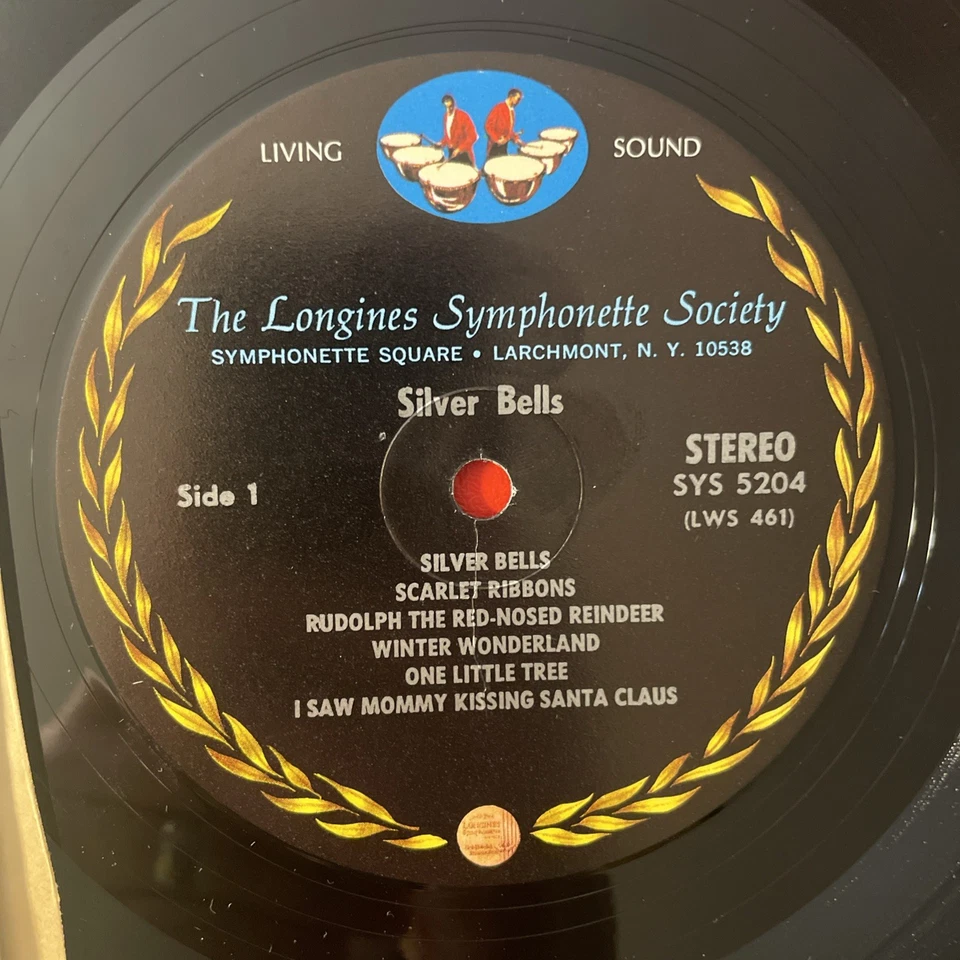 LIVING SOUND
The Longines Symphonette Society
SYMPHONETTE SQUARE • LARCHMONT, N. Y. 10538
Silver Bells
STEREO
Side 1
SYS 5204
(LWS 461)
SILVER BELLS
SCARLET RIBBONS
RUDOLPH THE RED-NOSED REINDEER
WINTER WONDERLAND
ONE LITTLE TREE
I SAW MOMMY KISSING SANTA CLAUS
LONGINES
Symphonette